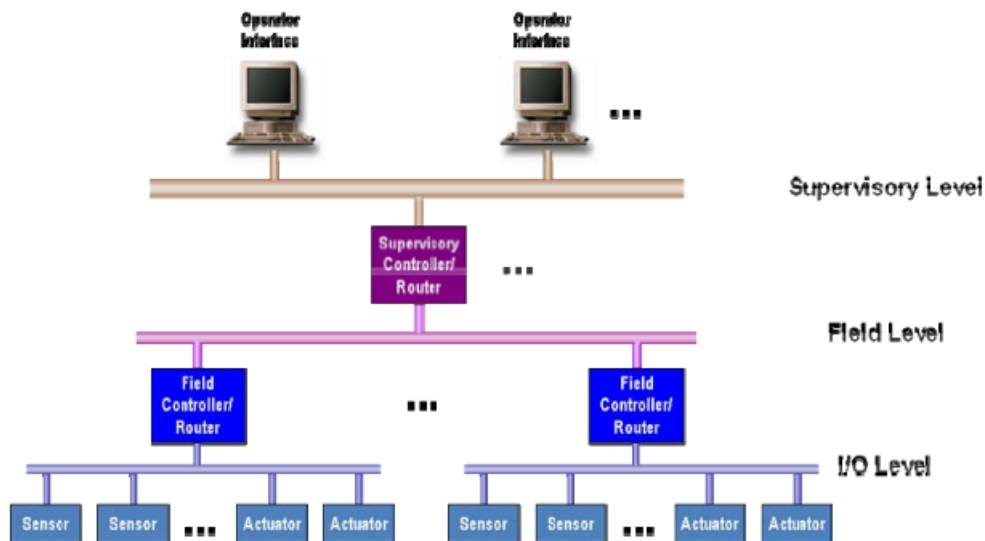 Operator
Interface
Operator
Interface
...
Supervisory Level
Supervisory
Controller/
Router
...
Field Level
Field
Controller/
Router
...
Field
Controller/
Router
I/O Level
Sensor
Sensor
...
Actuator
Actuator
Sensor
Sensor
...
Actuator
Actuator